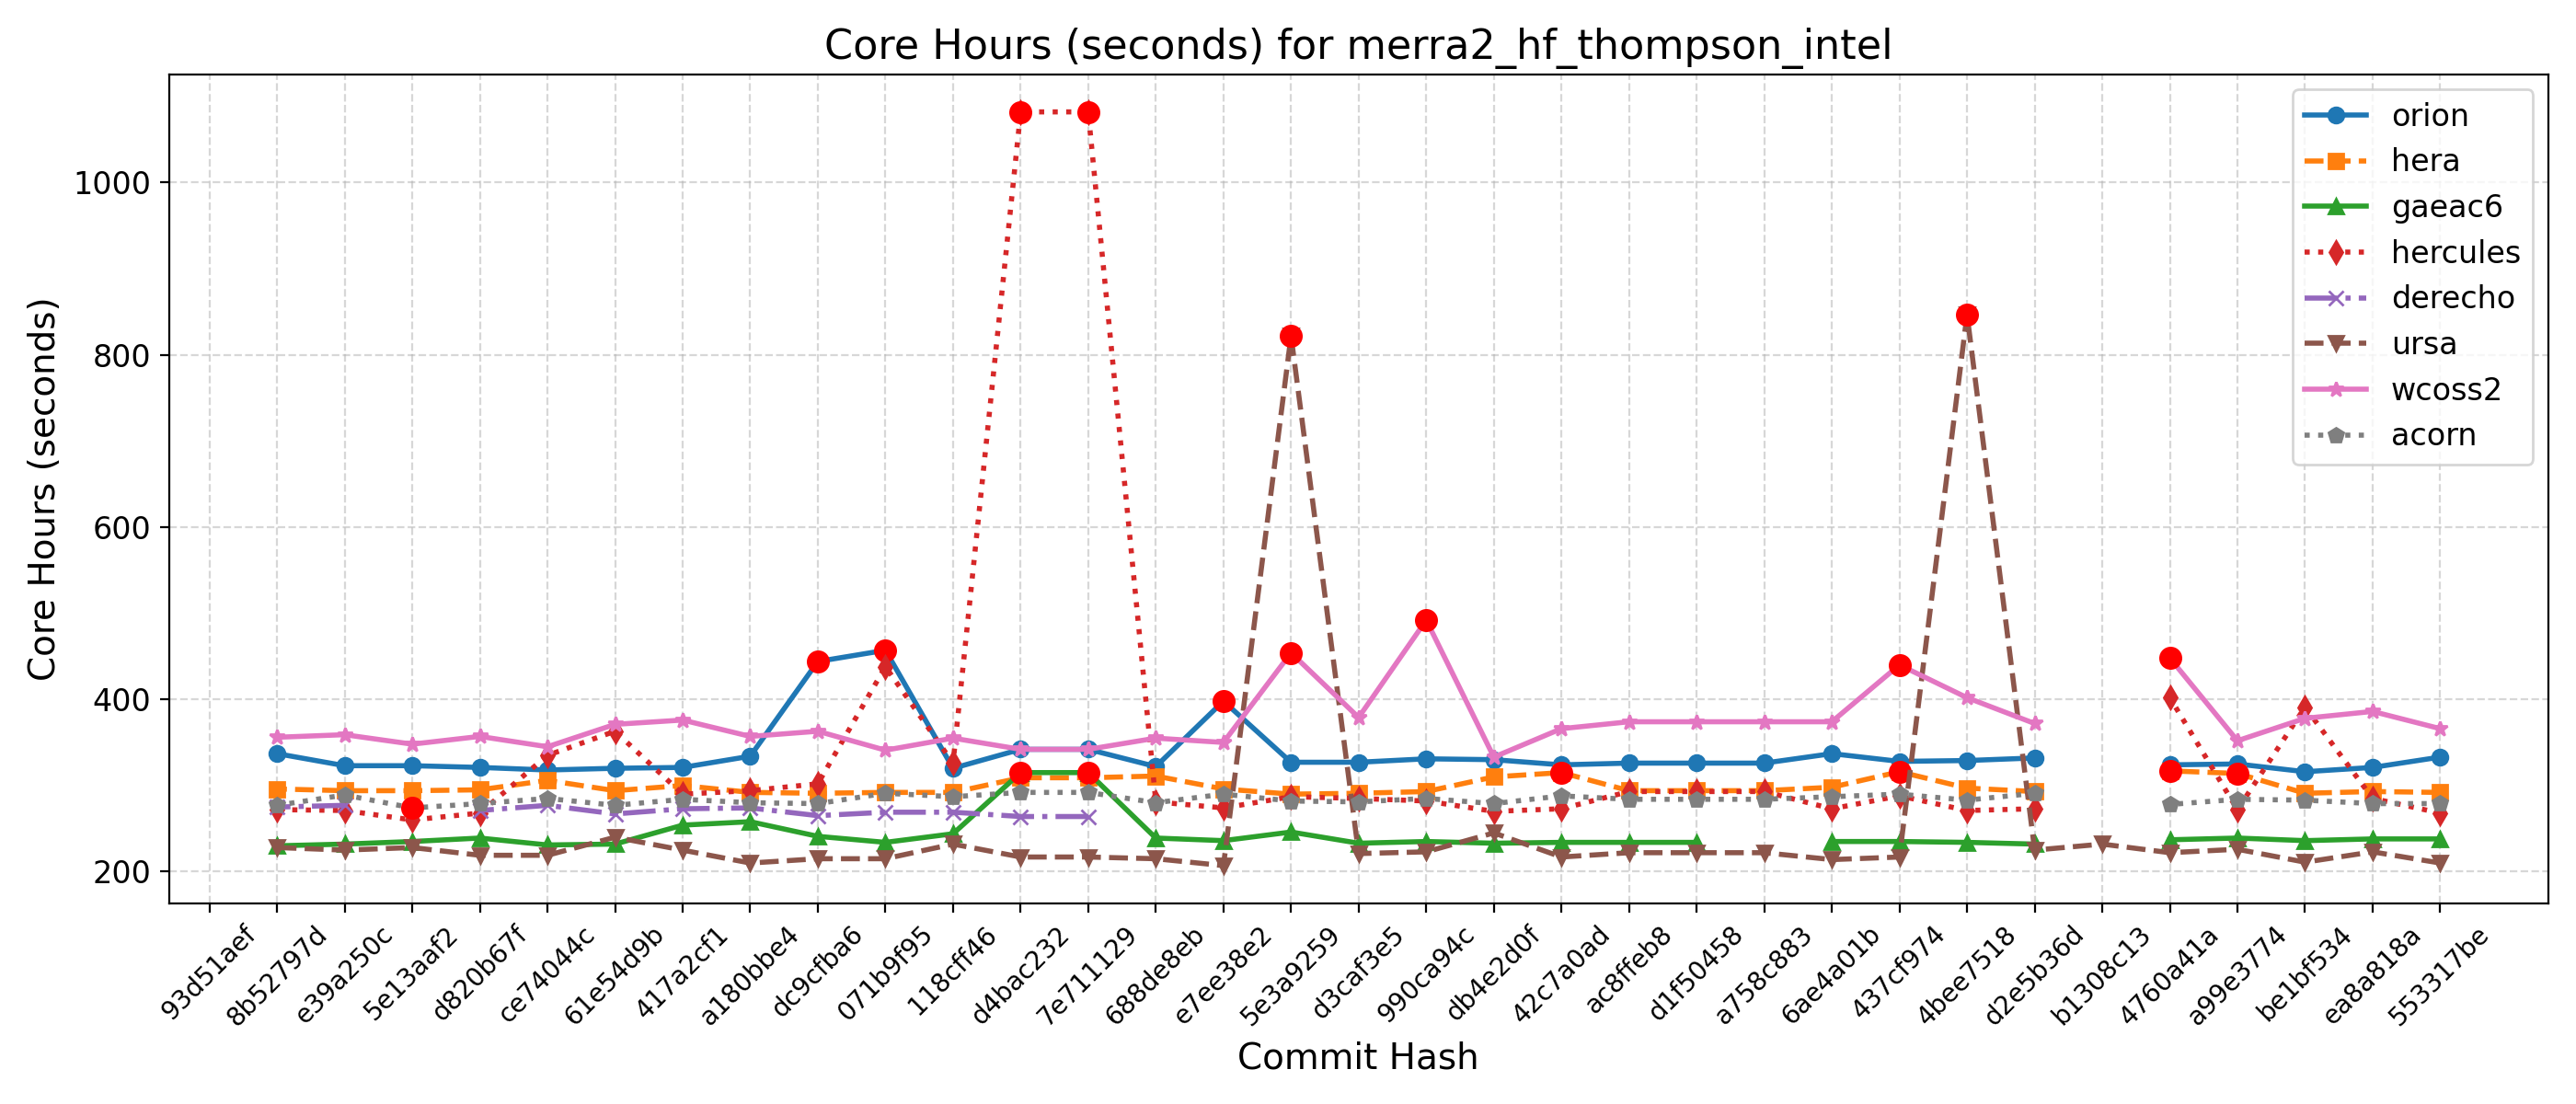 Core Hours (seconds) for merra2_hf_thompson_intel
Core Hours (seconds)
1000
800
600
400
200
orion
hera
gaeac6
hercules
derecho
ursa
wcoss2
acorn
93d51aef
8b52797d
e39a250c
5e13aaf2
d820b67f
ce74044c
61e54d9b
417a2cf1
a180bbe4
dc9cfba6
071b9f95
118cff46
d4bac232
7e711129
688de8eb
e7ee38e2
5e3a9259
d3caf3e5
990ca94c
db4e2d0f
42c7a0ad
ac8ffeb8
d1f50458
a758c883
6ae4a01b
437cf974
4bee7518
d2e5b36d
b1308c13
4760a41a
a99e3774
be1bf534
ea8a818a
553317be
Commit Hash